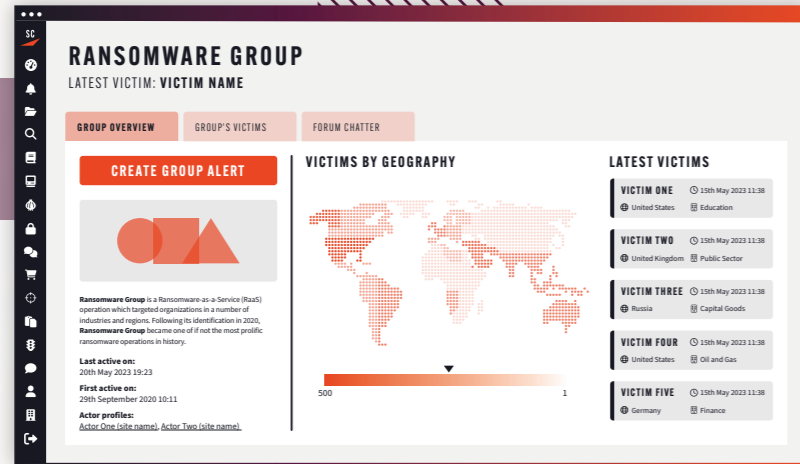 SC
RANSOMWARE GROUP
LATEST VICTIM: VICTIM NAME
GROUP OVERVIEW
GROUP'S VICTIMS
FORUM CHATTER
CREATE GROUP ALERT
Ransomware Group is a Ransomware-as-a-Service (RaaS)
operation which targeted organizations in a number of
industries and regions. Following its identification in 2020,
Ransomware Group became one of if not the most prolific
ransomware operations in history.
Last active on:
20th May 2023 19:23
First active on:
29th September 2020 10:11
Actor profiles:
Actor One (site name), Actor Two (site name)
VICTIMS BY GEOGRAPHY
500
1
LATEST VICTIMS
VICTIM ONE 15th May 2023 11:38
United States Education
VICTIM TWO 15th May 2023 11:38
United Kingdom Public Sector
VICTIM THREE 15th May 2023 11:38
Russia Capital Goods
VICTIM FOUR 15th May 2023 11:38
United States Oil and Gas
VICTIM FIVE 15th May 2023 11:38
Germany Finance